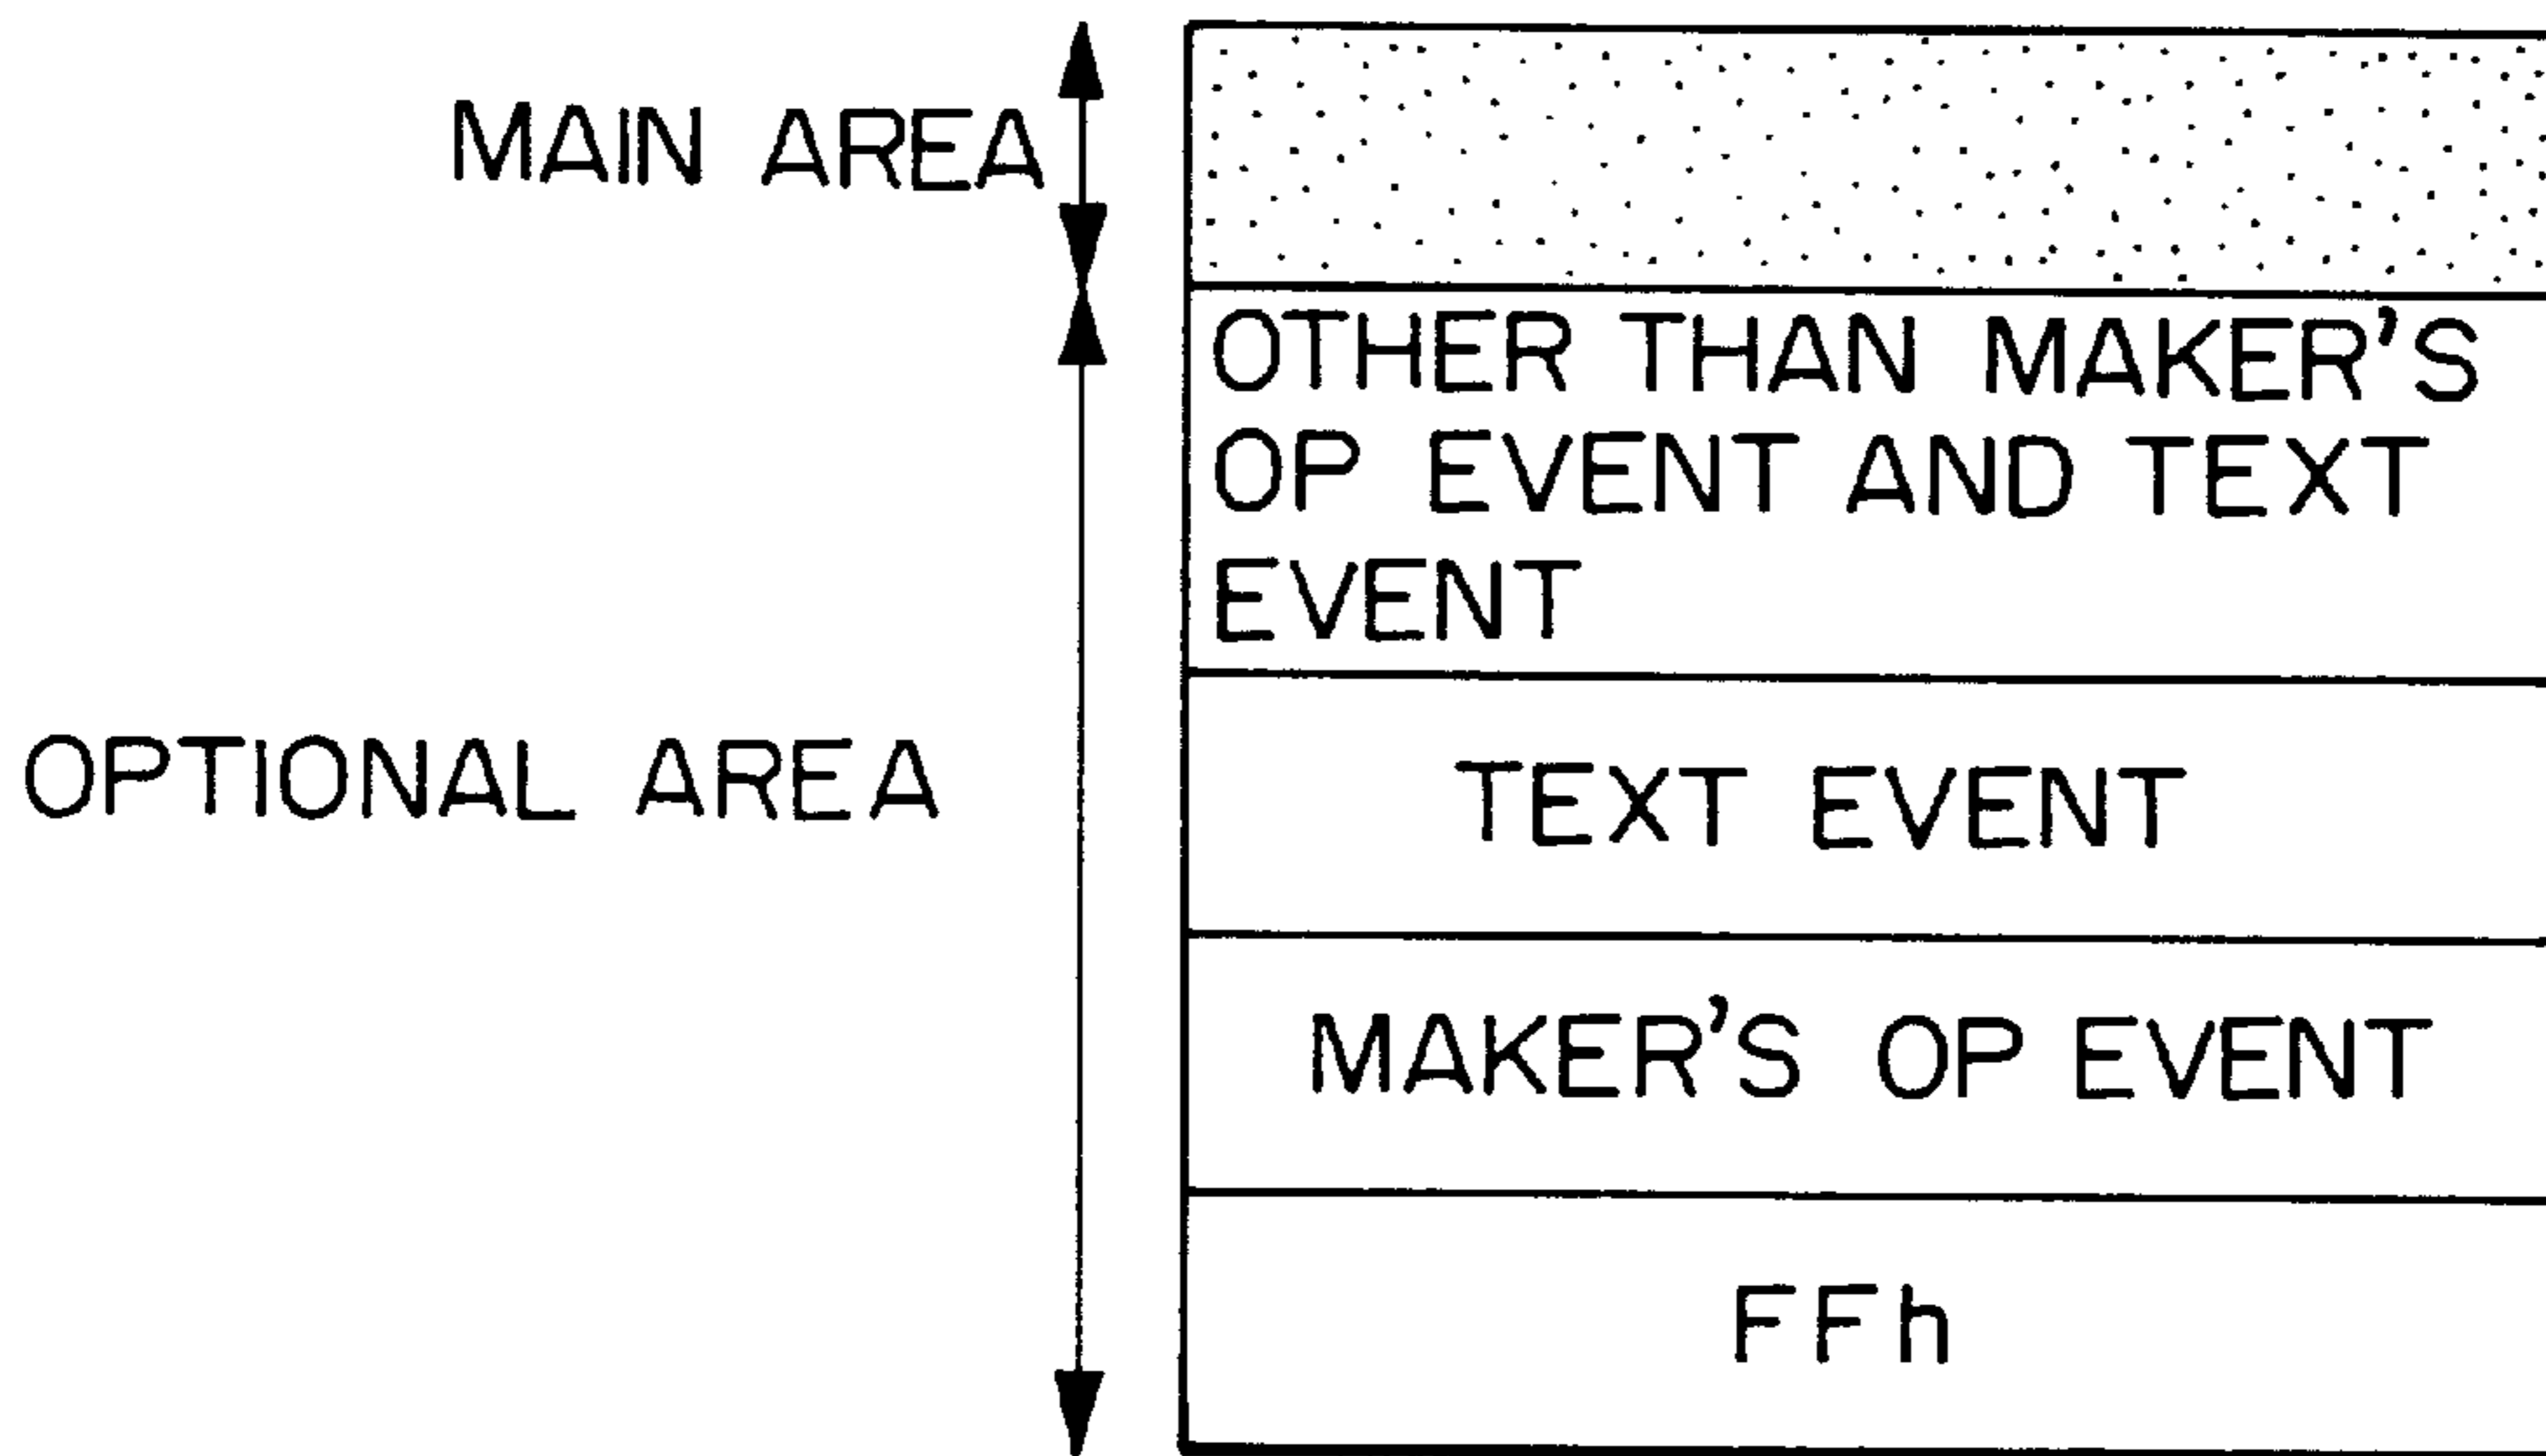 MAIN AREA
OTHER THAN MAKER'S
OP EVENT AND TEXT
EVENT
OPTIONAL AREA
TEXT EVENT
MAKER'S OP EVENT
FFh